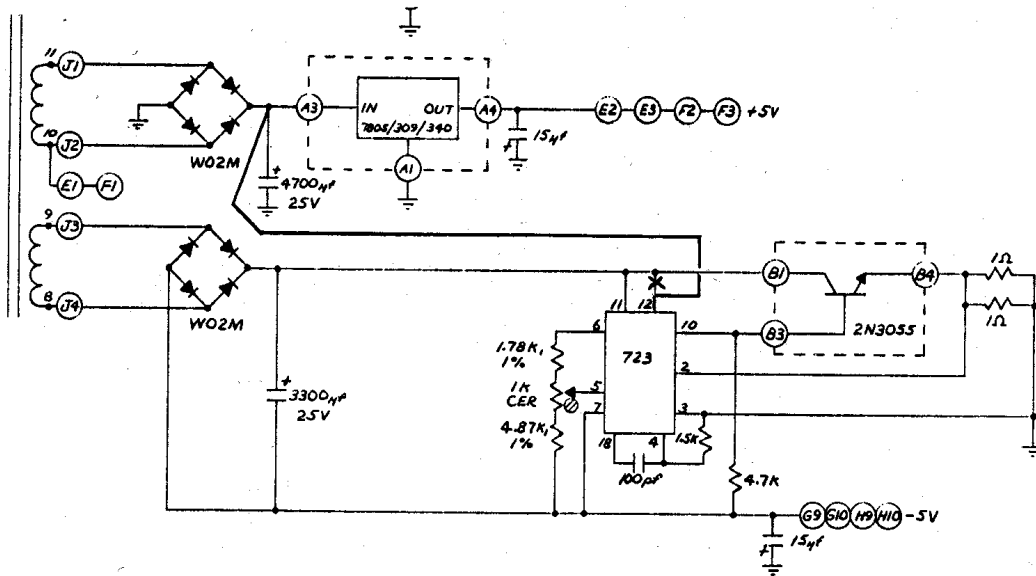 11 J1
10 J2
E1 F1
W02M
+ 4700µf
25V
A3
IN OUT
7805/309/340
A4
A1
15µf
+
E2 E3 F2 F3 +5V
9 J3
8 J4
W02M
+
3300µf
25V
1.78K,
1%
1K
CER
4.87K,
1%
11 12
6 10
723
5 2
7 3
18 4
100pf
1.5K
4.7K
B1 B4
B3
2N3055
1Ω
1Ω
G9 G10 H9 H10 -5V
+ 15µf